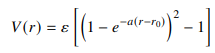 V(r) = ε [(1 − e^{−a(r−r₀)})² − 1]